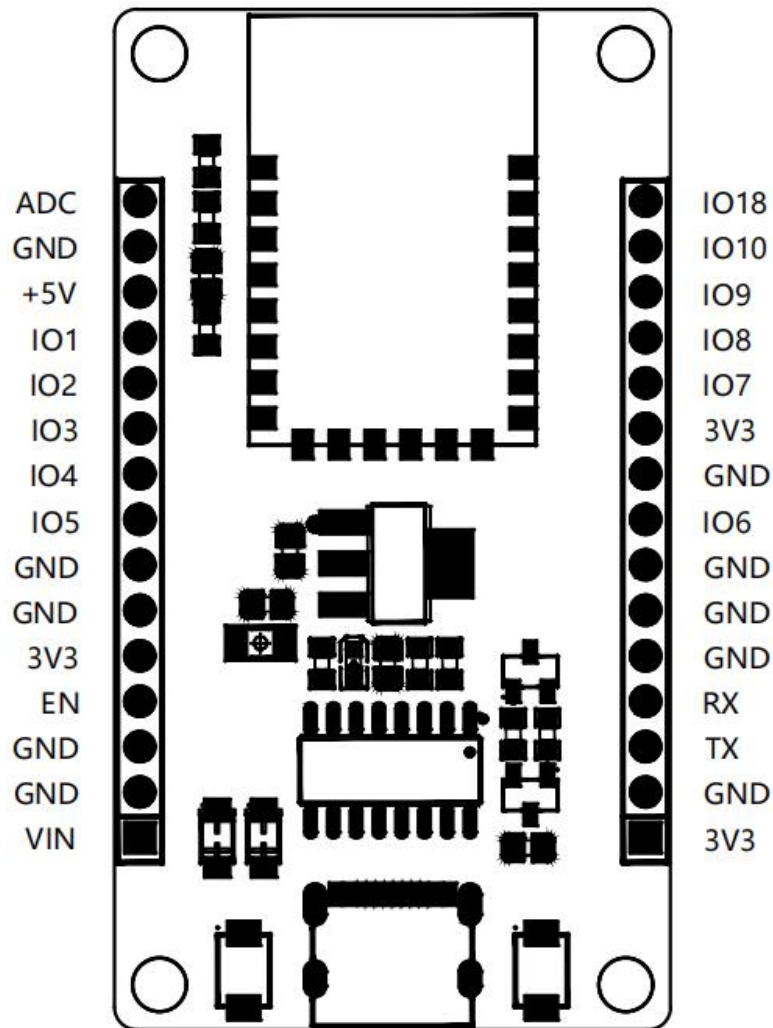 ADC
GND
+5V
IO1
IO2
IO3
IO4
IO5
GND
GND
3V3
EN
GND
GND
VIN
IO18
IO10
IO9
IO8
IO7
3V3
GND
IO6
GND
GND
GND
RX
TX
GND
3V3